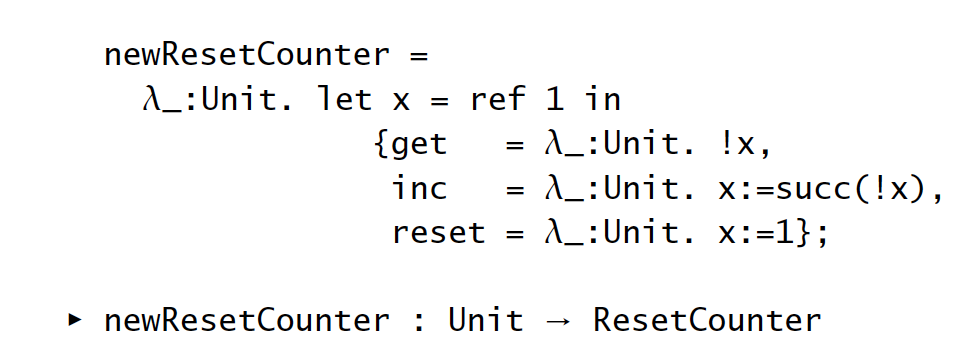 newResetCounter =
λ_:Unit. let x = ref 1 in
{get = λ_:Unit. !x,
inc = λ_:Unit. x:=succ(!x),
reset = λ_:Unit. x:=1};
▸ newResetCounter : Unit → ResetCounter